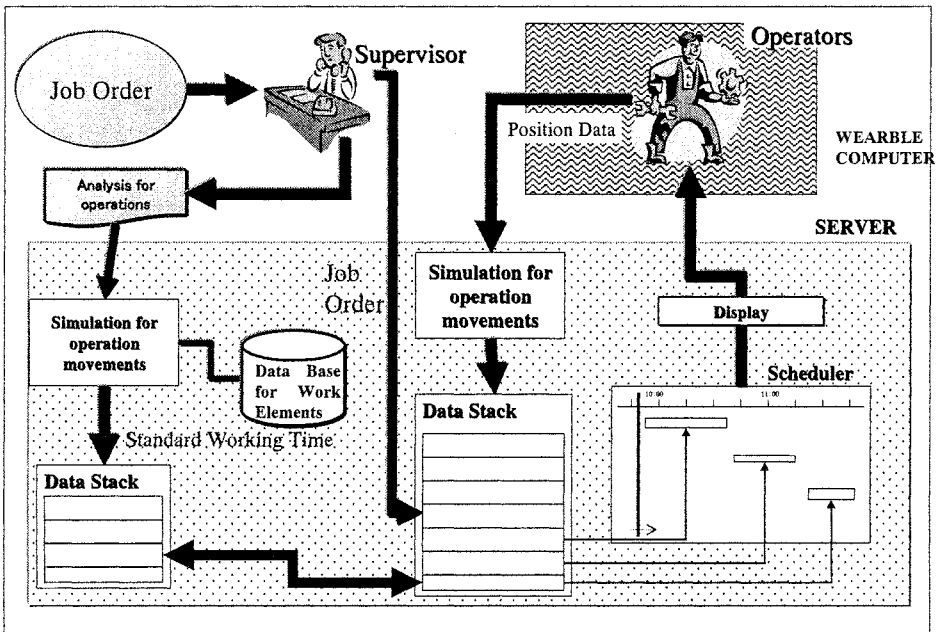 Job Order
Supervisor
Operators
Position Data
WEARBLE
COMPUTER
Analysis for
operations
SERVER
Job
Order
Simulation for
operation
movements
Simulation for
operation
movements
Display
Data Base
for Work
Elements
Scheduler
10:00 11:00
Standard Working Time
Data Stack
Data Stack